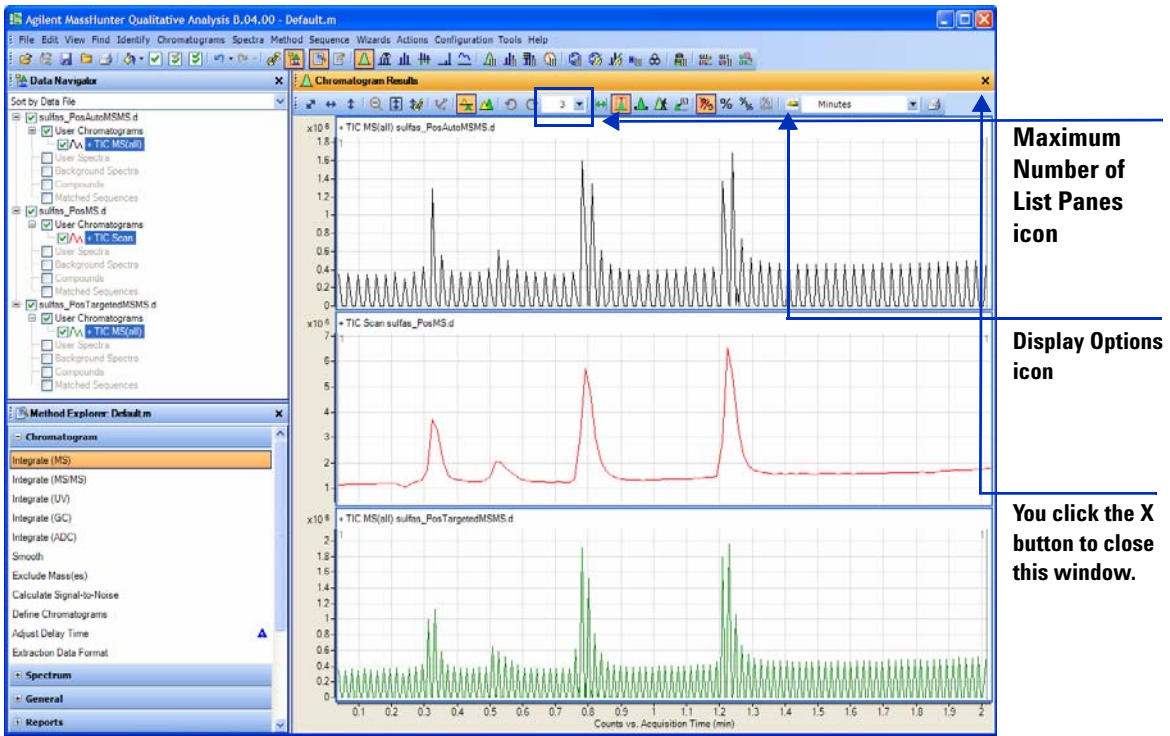 Agilent MassHunter Qualitative Analysis B.04.00 - Default.m
File Edit View Find Identify Chromatograms Spectra Method Sequence Wizards Actions Configuration Tools Help
Data Navigator
Sort by Data File
sulfas_PosAutoMSMS.d
User Chromatograms
+ TIC MS(all)
User Spectra
Background Spectra
Compounds
Matched Sequences
sulfas_PosMS.d
User Chromatograms
+ TIC Scan
User Spectra
Background Spectra
Compounds
Matched Sequences
sulfas_PosTargetedMSMS.d
User Chromatograms
+ TIC MS(all)
User Spectra
Background Spectra
Compounds
Matched Sequences
Method Explorer: Default.m
Chromatogram
Integrate (MS)
Integrate (MS/MS)
Integrate (UV)
Integrate (GC)
Integrate (ADC)
Smooth
Exclude Mass(es)
Calculate Signal-to-Noise
Define Chromatograms
Adjust Delay Time
Extraction Data Format
Spectrum
General
Reports
Chromatogram Results
3
Minutes
x10 6
+ TIC MS(all) sulfas_PosAutoMSMS.d
1 1
1.8
1.6
1.4
1.2
1
0.8
0.6
0.4
0.2
0
x10 6
+ TIC Scan sulfas_PosMS.d
1 1
7
6
5
4
3
2
1
x10 6
+ TIC MS(all) sulfas_PosTargetedMSMS.d
1 1
2
1.8
1.6
1.4
1.2
1
0.8
0.6
0.4
0.2
0
0.1 0.2 0.3 0.4 0.5 0.6 0.7 0.8 0.9 1 1.1 1.2 1.3 1.4 1.5 1.6 1.7 1.8 1.9 2
Counts vs. Acquisition Time (min)
Maximum
Number of
List Panes
icon
Display Options
icon
You click the X
button to close
this window.